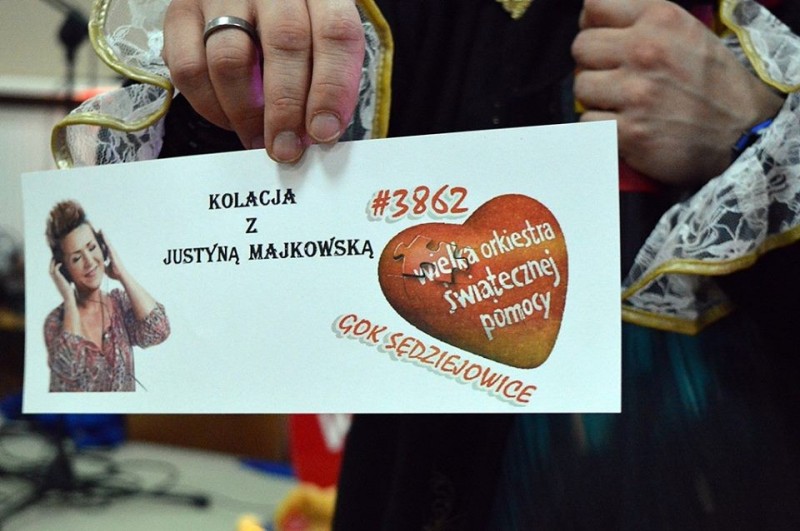 KOLACJA
Z
JUSTYNĄ MAJKOWSKĄ
#3862
wielka orkiestra
świątecznej
pomocy
GOK SĘDZIEJOWICE